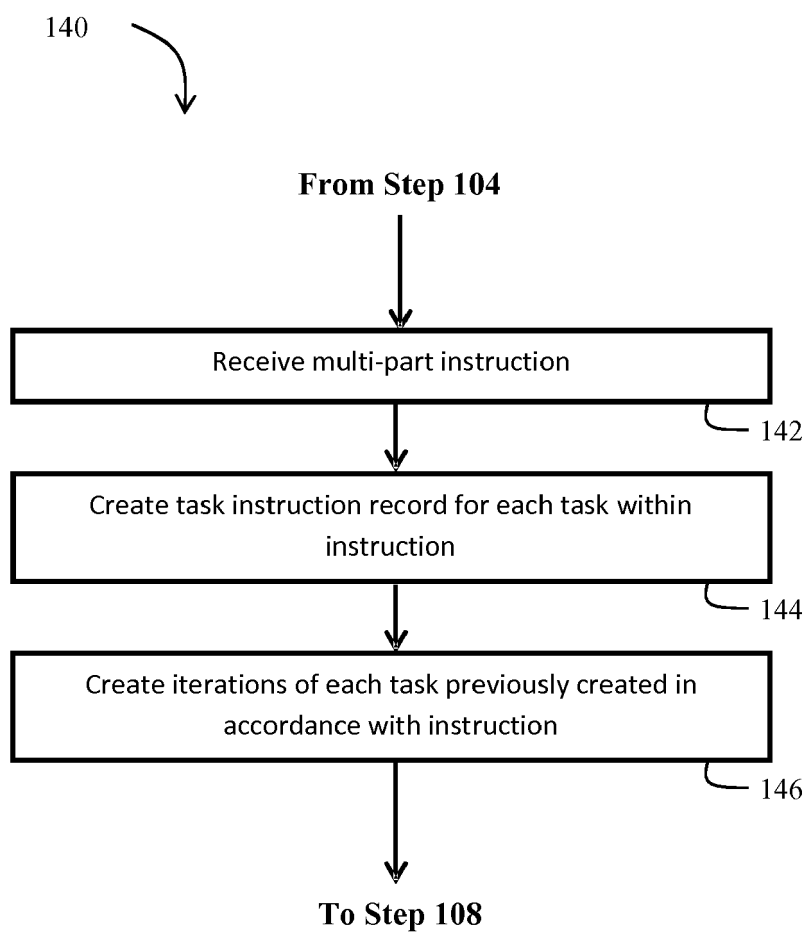 140
From Step 104
Receive multi-part instruction
142
Create task instruction record for each task within
instruction
144
Create iterations of each task previously created in
accordance with instruction
146
To Step 108